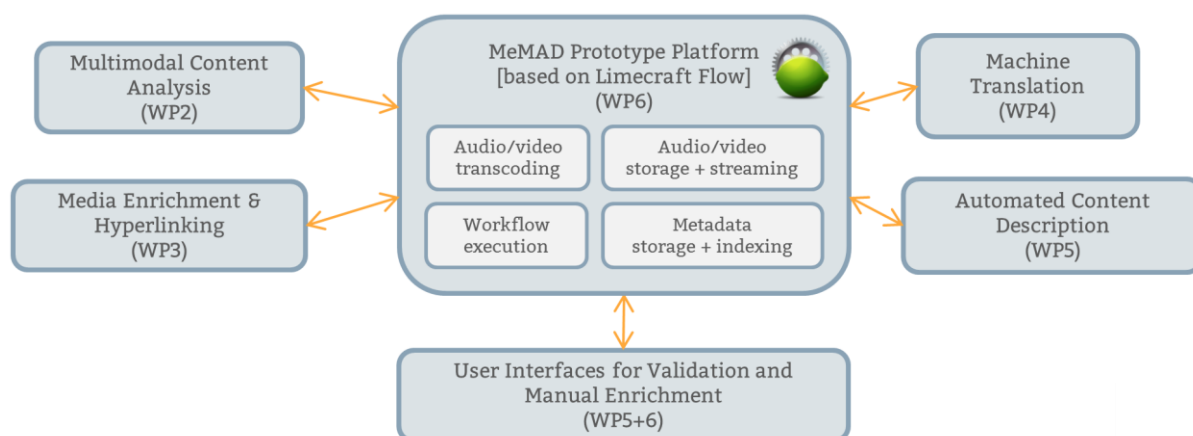 Multimodal Content
Analysis
(WP2)
Media Enrichment &
Hyperlinking
(WP3)
MeMAD Prototype Platform
[based on Limecraft Flow]
(WP6)
Audio/video
transcoding
Audio/video
storage + streaming
Workflow
execution
Metadata
storage + indexing
Machine
Translation
(WP4)
Automated Content
Description
(WP5)
User Interfaces for Validation and
Manual Enrichment
(WP5+6)